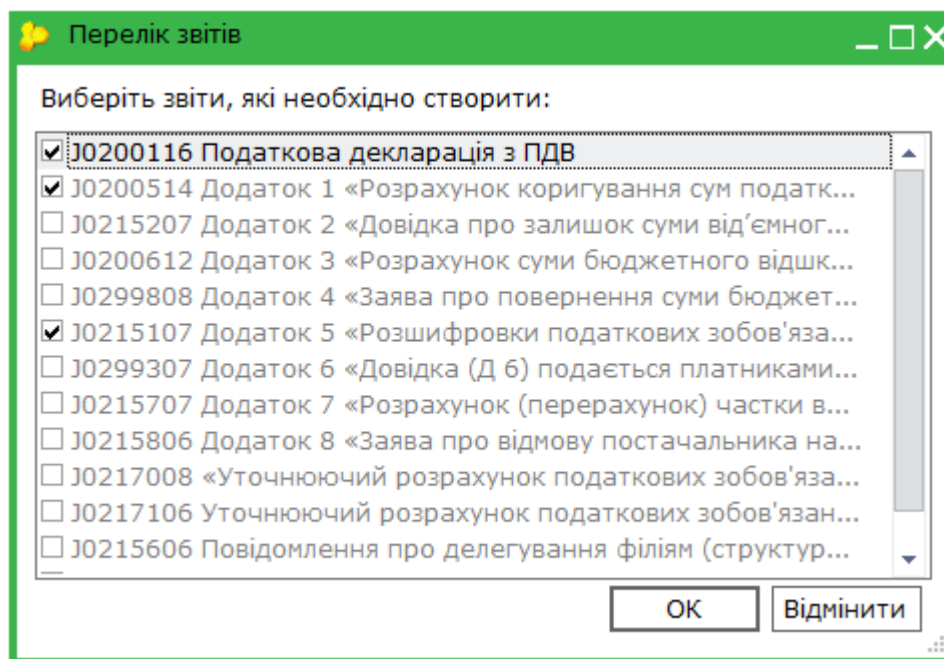 Перелік звітів
Виберіть звіти, які необхідно створити:
J0200116 Податкова декларація з ПДВ
J0200514 Додаток 1 «Розрахунок коригування сум податк...
J0215207 Додаток 2 «Довідка про залишок суми від’ємног...
J0200612 Додаток 3 «Розрахунок суми бюджетного відшк...
J0299808 Додаток 4 «Заява про повернення суми бюджет...
J0215107 Додаток 5 «Розшифровки податкових зобов'яза...
J0299307 Додаток 6 «Довідка (Д 6) подається платниками...
J0215707 Додаток 7 «Розрахунок (перерахунок) частки в...
J0215806 Додаток 8 «Заява про відмову постачальника на...
J0217008 «Уточнюючий розрахунок податкових зобов'яза...
J0217106 Уточнюючий розрахунок податкових зобов'язан...
J0215606 Повідомлення про делегування філіям (структур...
ОК Відмінити